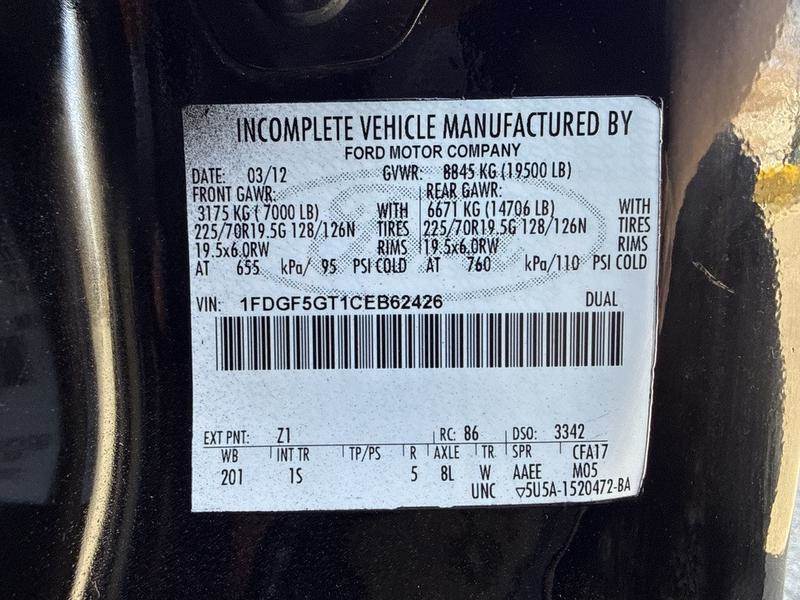 INCOMPLETE VEHICLE MANUFACTURED BY
FORD MOTOR COMPANY
DATE: 03/12 GVWR: 8845 KG (19500 LB)
FRONT GAWR: REAR GAWR:
3175 KG ( 7000 LB) WITH 6671 KG (14706 LB) WITH
225/70R19.5G 128/126N TIRES 225/70R19.5G 128/126N TIRES
19.5x6.0RW RIMS 19.5x6.0RW RIMS
AT 655 kPa/ 95 PSI COLD AT 760 kPa/110 PSI COLD
VIN: 1FDGF5GT1CEB62426 DUAL
EXT PNT: Z1 RC: 86 DSO: 3342
WB INT TR TP/PS R AXLE TR SPR CFA17
201 1S 5 8L W AAEE M05
UNC ▽5U5A-1520472-BA